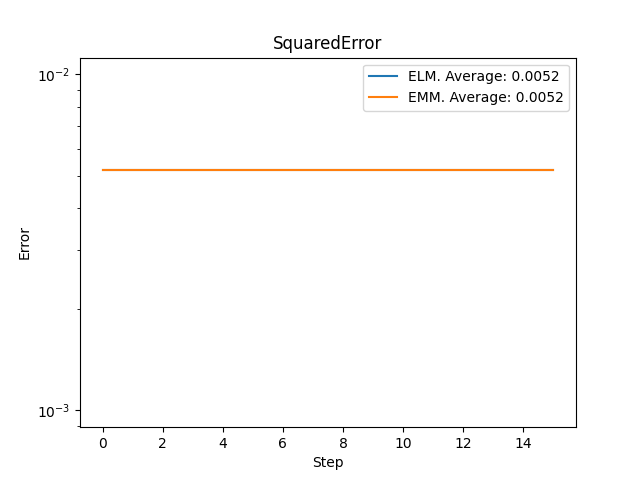 SquaredError
ELM. Average: 0.0052
EMM. Average: 0.0052
10⁻²
Error
10⁻³
0 2 4 6 8 10 12 14
Step